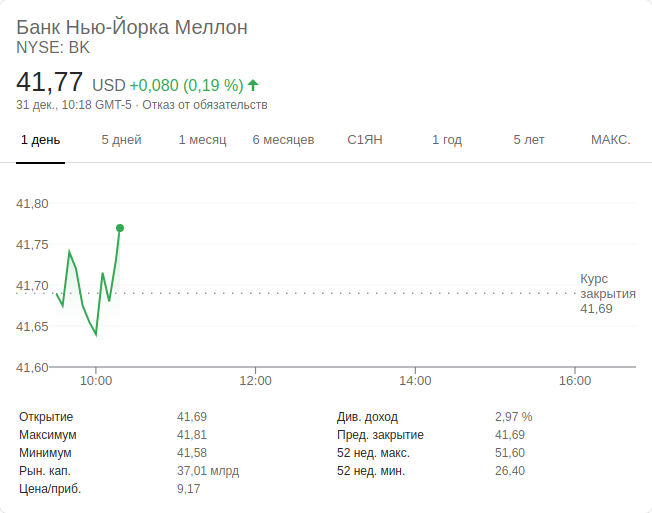 Банк Нью-Йорка Меллон
NYSE: BK
41,77 USD +0,080 (0,19 %)
31 дек., 10:18 GMT-5 · Отказ от обязательств
1 день 5 дней 1 месяц 6 месяцев С1ЯН 1 год 5 лет МАКС.
41,80
41,75
41,70
Курс
закрытия
41,69
41,65
41,60
10:00 12:00 14:00 16:00
Открытие 41,69 Див. доход 2,97 %
Максимум 41,81 Пред. закрытие 41,69
Минимум 41,58 52 нед. макс. 51,60
Рын. кап. 37,01 млрд 52 нед. мин. 26,40
Цена/приб. 9,17